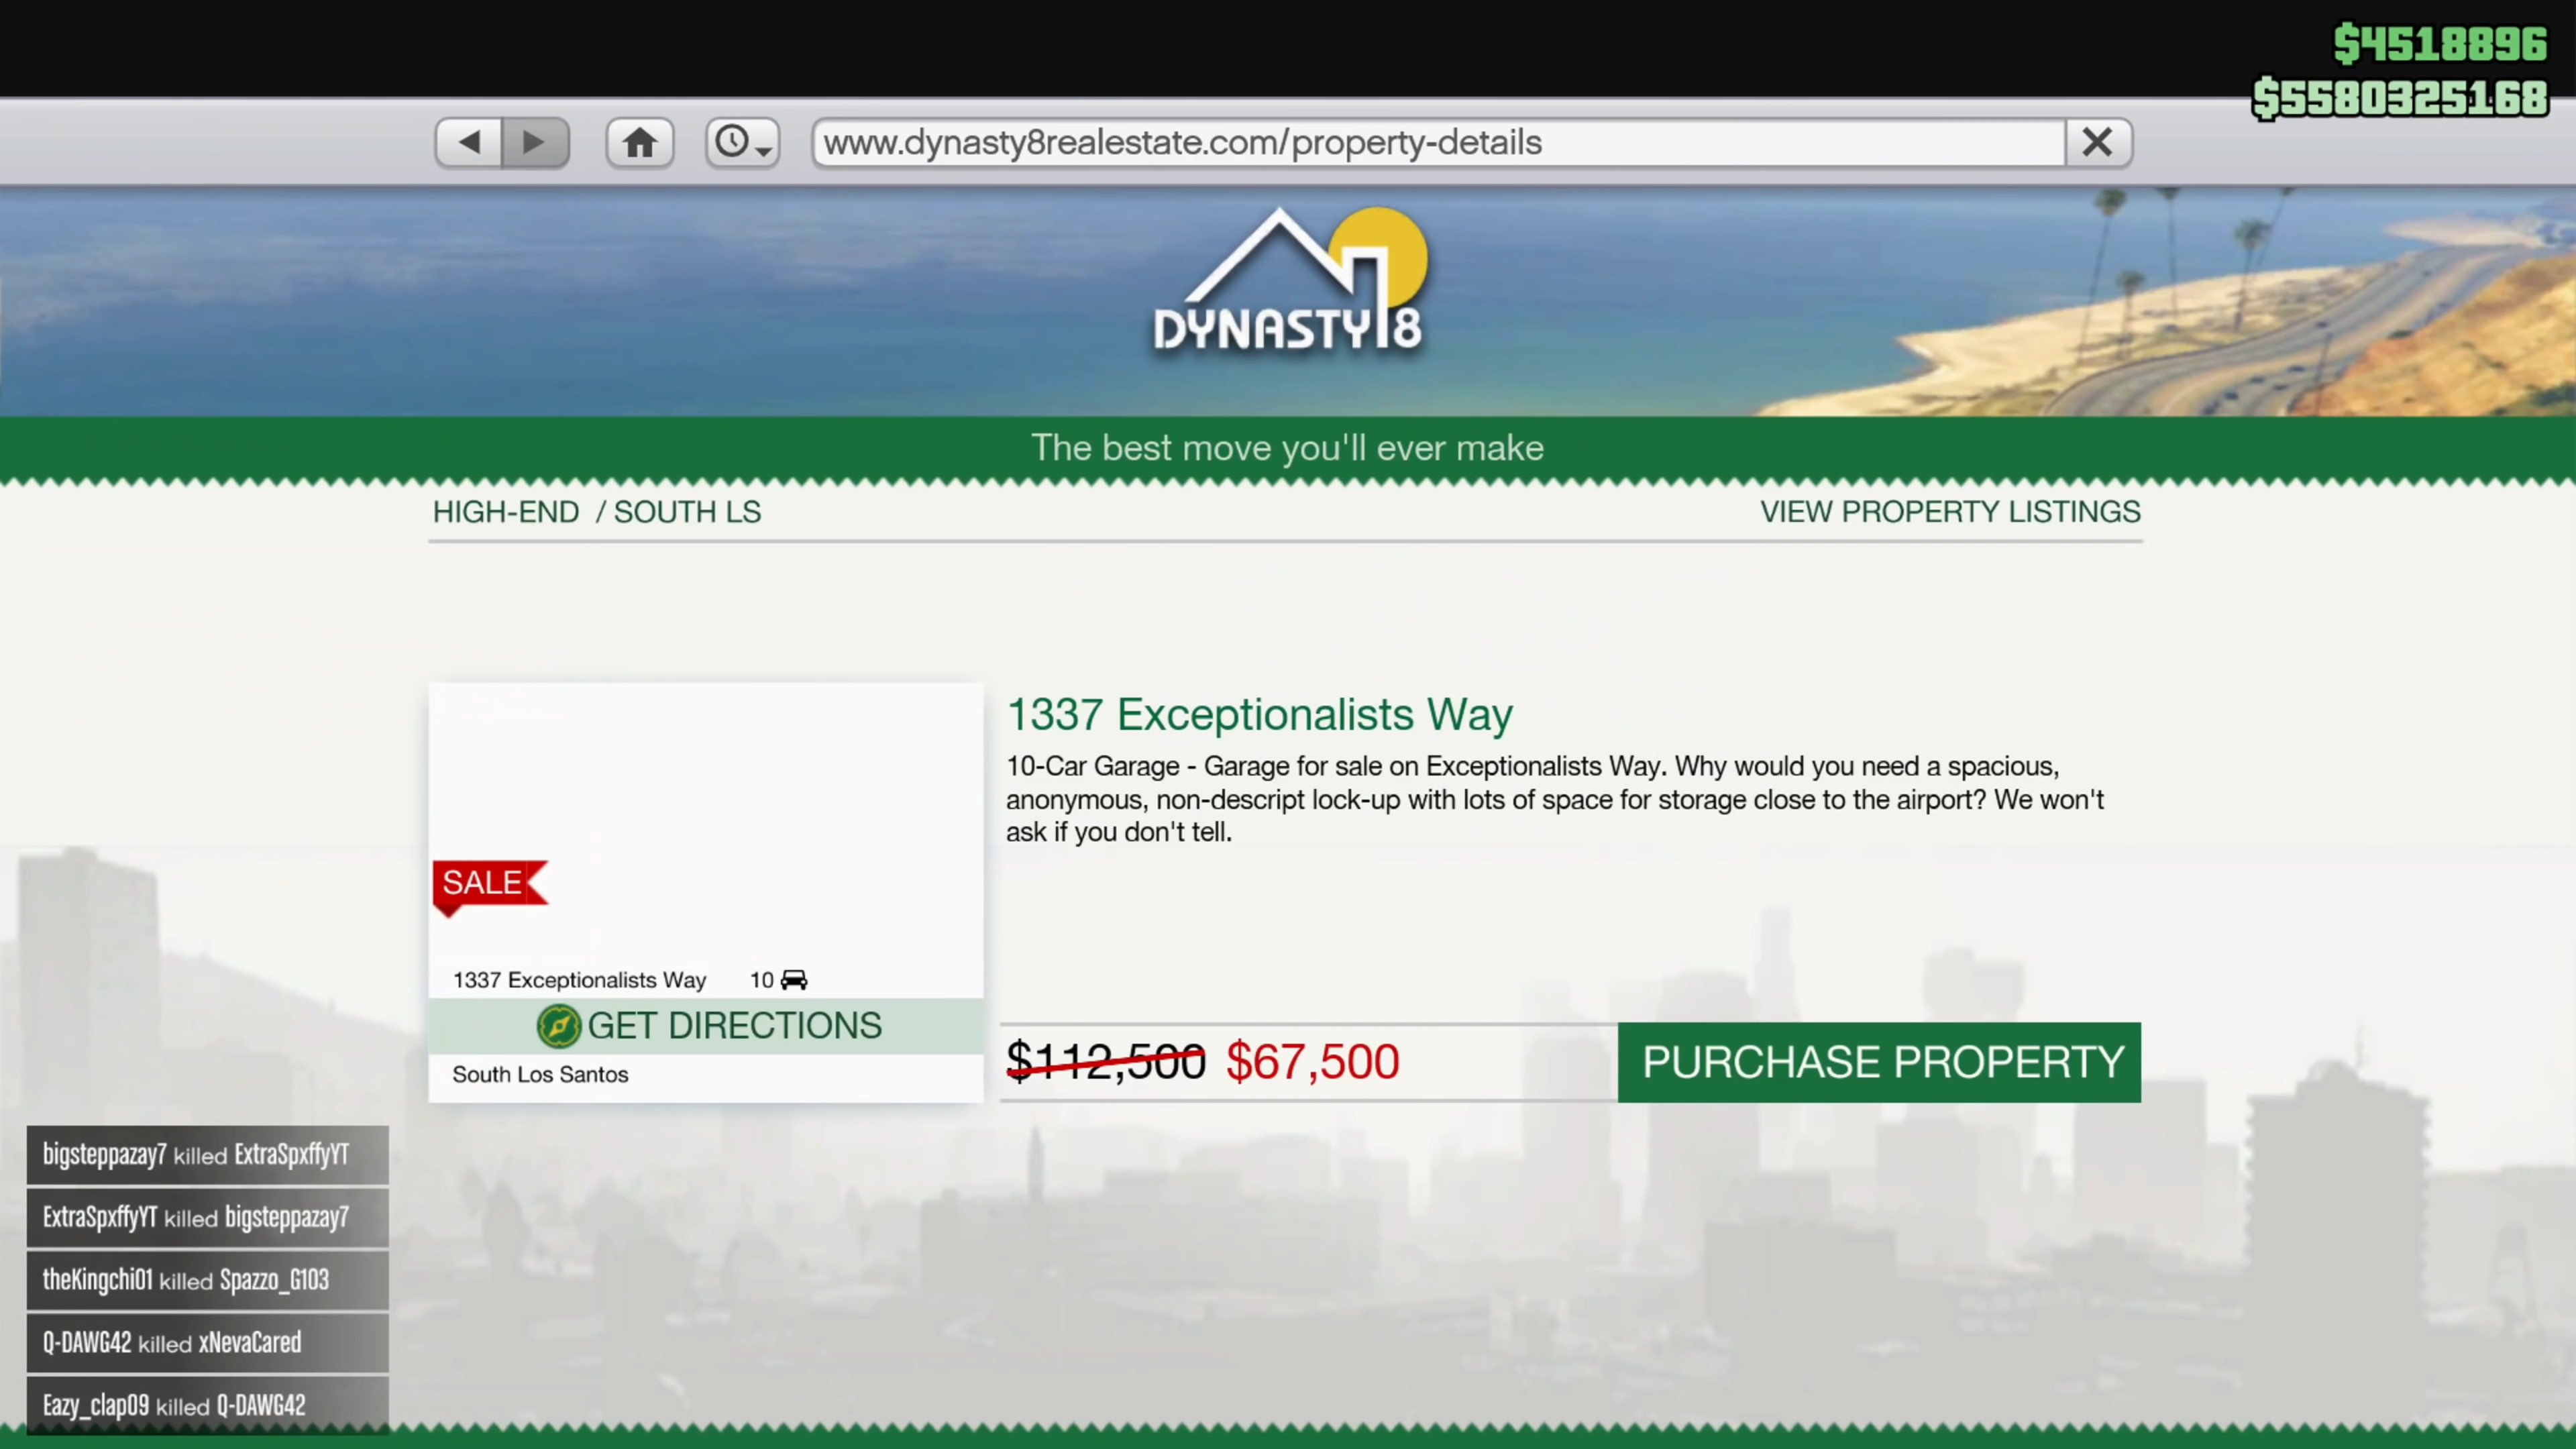 $4518896
$5580325168
www.dynasty8realestate.com/property-details
DYNASTY 8
The best move you'll ever make
HIGH-END / SOUTH LS
VIEW PROPERTY LISTINGS
1337 Exceptionalists Way
10-Car Garage - Garage for sale on Exceptionalists Way. Why would you need a spacious,
anonymous, non-descript lock-up with lots of space for storage close to the airport? We won't
ask if you don't tell.
SALE
1337 Exceptionalists Way 10
GET DIRECTIONS
South Los Santos
$112,500 $67,500
PURCHASE PROPERTY
bigsteppazay7 killed ExtraSpxffyYT
ExtraSpxffyYT killed bigsteppazay7
theKingchi01 killed Spazzo_G103
Q-DAWG42 killed xNevaCared
Eazy_clap09 killed Q-DAWG42